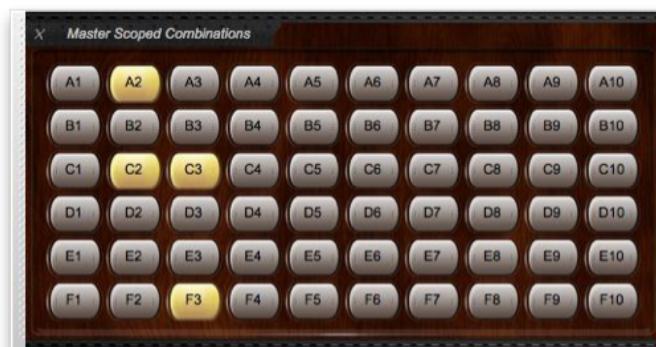 X Master Scoped Combinations
A1 A2 A3 A4 A5 A6 A7 A8 A9 A10
B1 B2 B3 B4 B5 B6 B7 B8 B9 B10
C1 C2 C3 C4 C5 C6 C7 C8 C9 C10
D1 D2 D3 D4 D5 D6 D7 D8 D9 D10
E1 E2 E3 E4 E5 E6 E7 E8 E9 E10
F1 F2 F3 F4 F5 F6 F7 F8 F9 F10